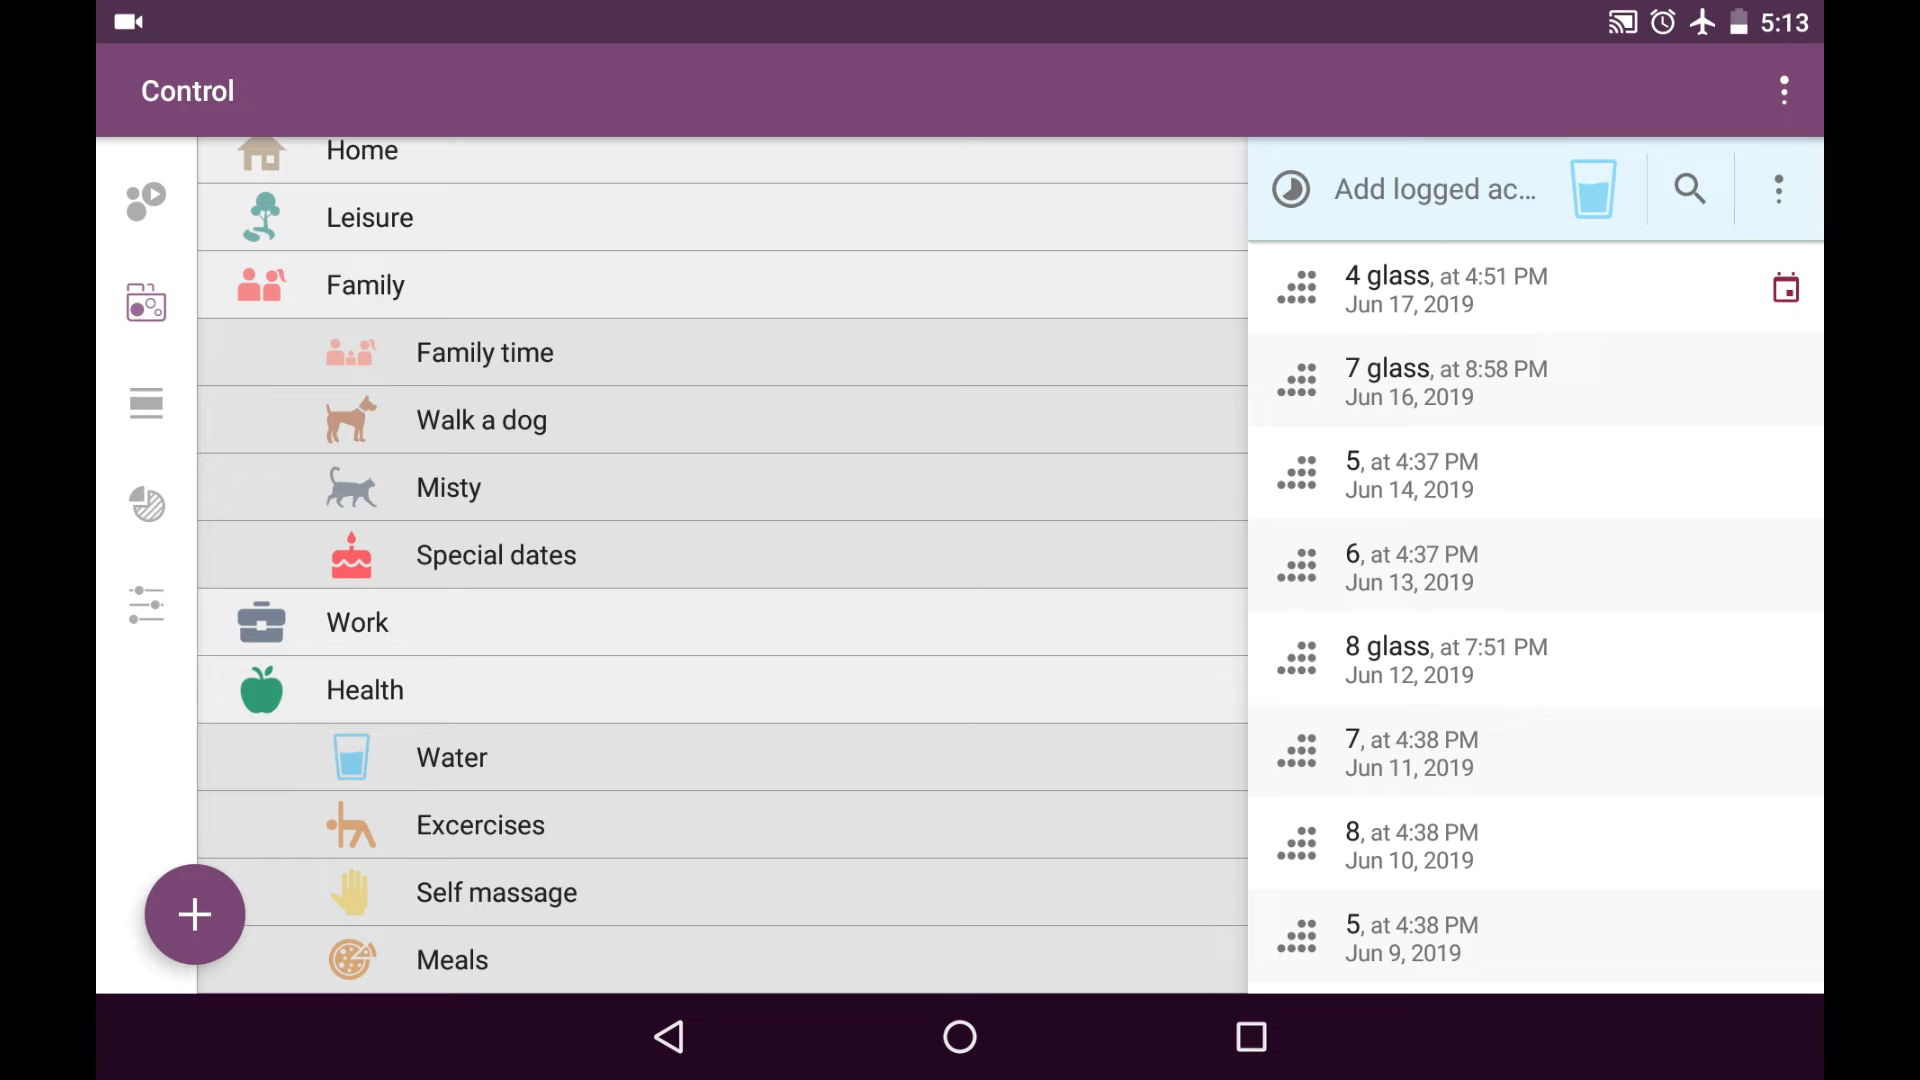 5:13
Control
Home
Leisure
Family
Family time
Walk a dog
Misty
Special dates
Work
Health
Water
Excercises
Self massage
Meals
Add logged ac...
4 glass, at 4:51 PM
Jun 17, 2019
7 glass, at 8:58 PM
Jun 16, 2019
5, at 4:37 PM
Jun 14, 2019
6, at 4:37 PM
Jun 13, 2019
8 glass, at 7:51 PM
Jun 12, 2019
7, at 4:38 PM
Jun 11, 2019
8, at 4:38 PM
Jun 10, 2019
5, at 4:38 PM
Jun 9, 2019